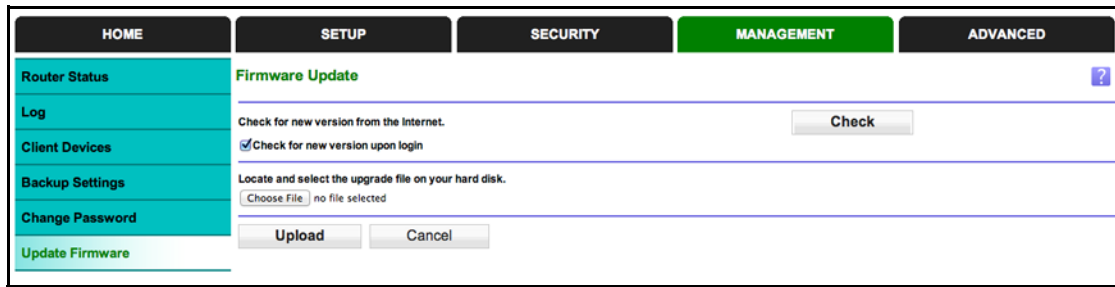 HOME SETUP SECURITY MANAGEMENT ADVANCED
Router Status
Log
Client Devices
Backup Settings
Change Password
Update Firmware
Firmware Update ?
Check for new version from the Internet. Check
Check for new version upon login
Locate and select the upgrade file on your hard disk.
Choose File no file selected
Upload Cancel